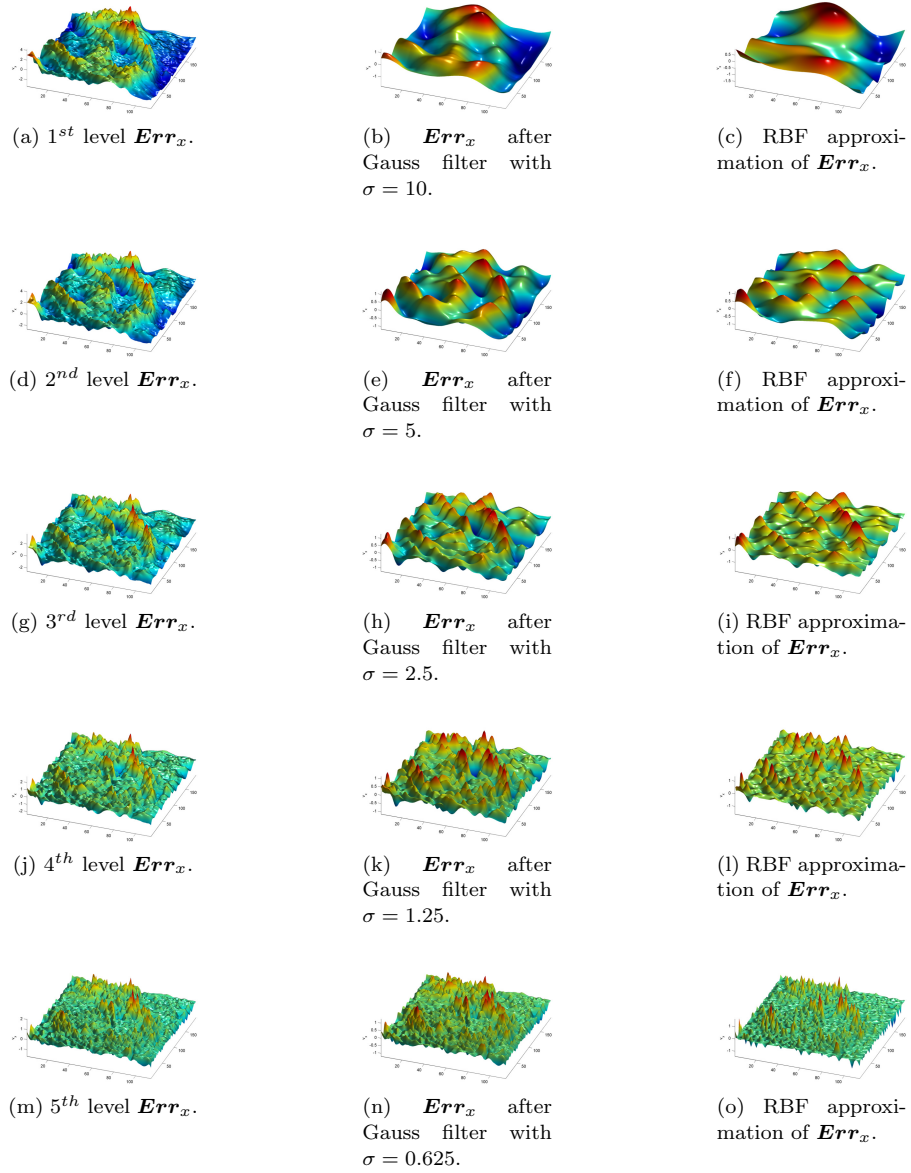 (a) 1st level Errx.
(b) Errx after
Gauss filter with
σ = 10.
(c) RBF approxi-
mation of Errx.
(d) 2nd level Errx.
(e) Errx after
Gauss filter with
σ = 5.
(f) RBF approxi-
mation of Errx.
(g) 3rd level Errx.
(h) Errx after
Gauss filter with
σ = 2.5.
(i) RBF approxima-
tion of Errx.
(j) 4th level Errx.
(k) Errx after
Gauss filter with
σ = 1.25.
(l) RBF approxima-
tion of Errx.
(m) 5th level Errx.
(n) Errx after
Gauss filter with
σ = 0.625.
(o) RBF approxi-
mation of Errx.